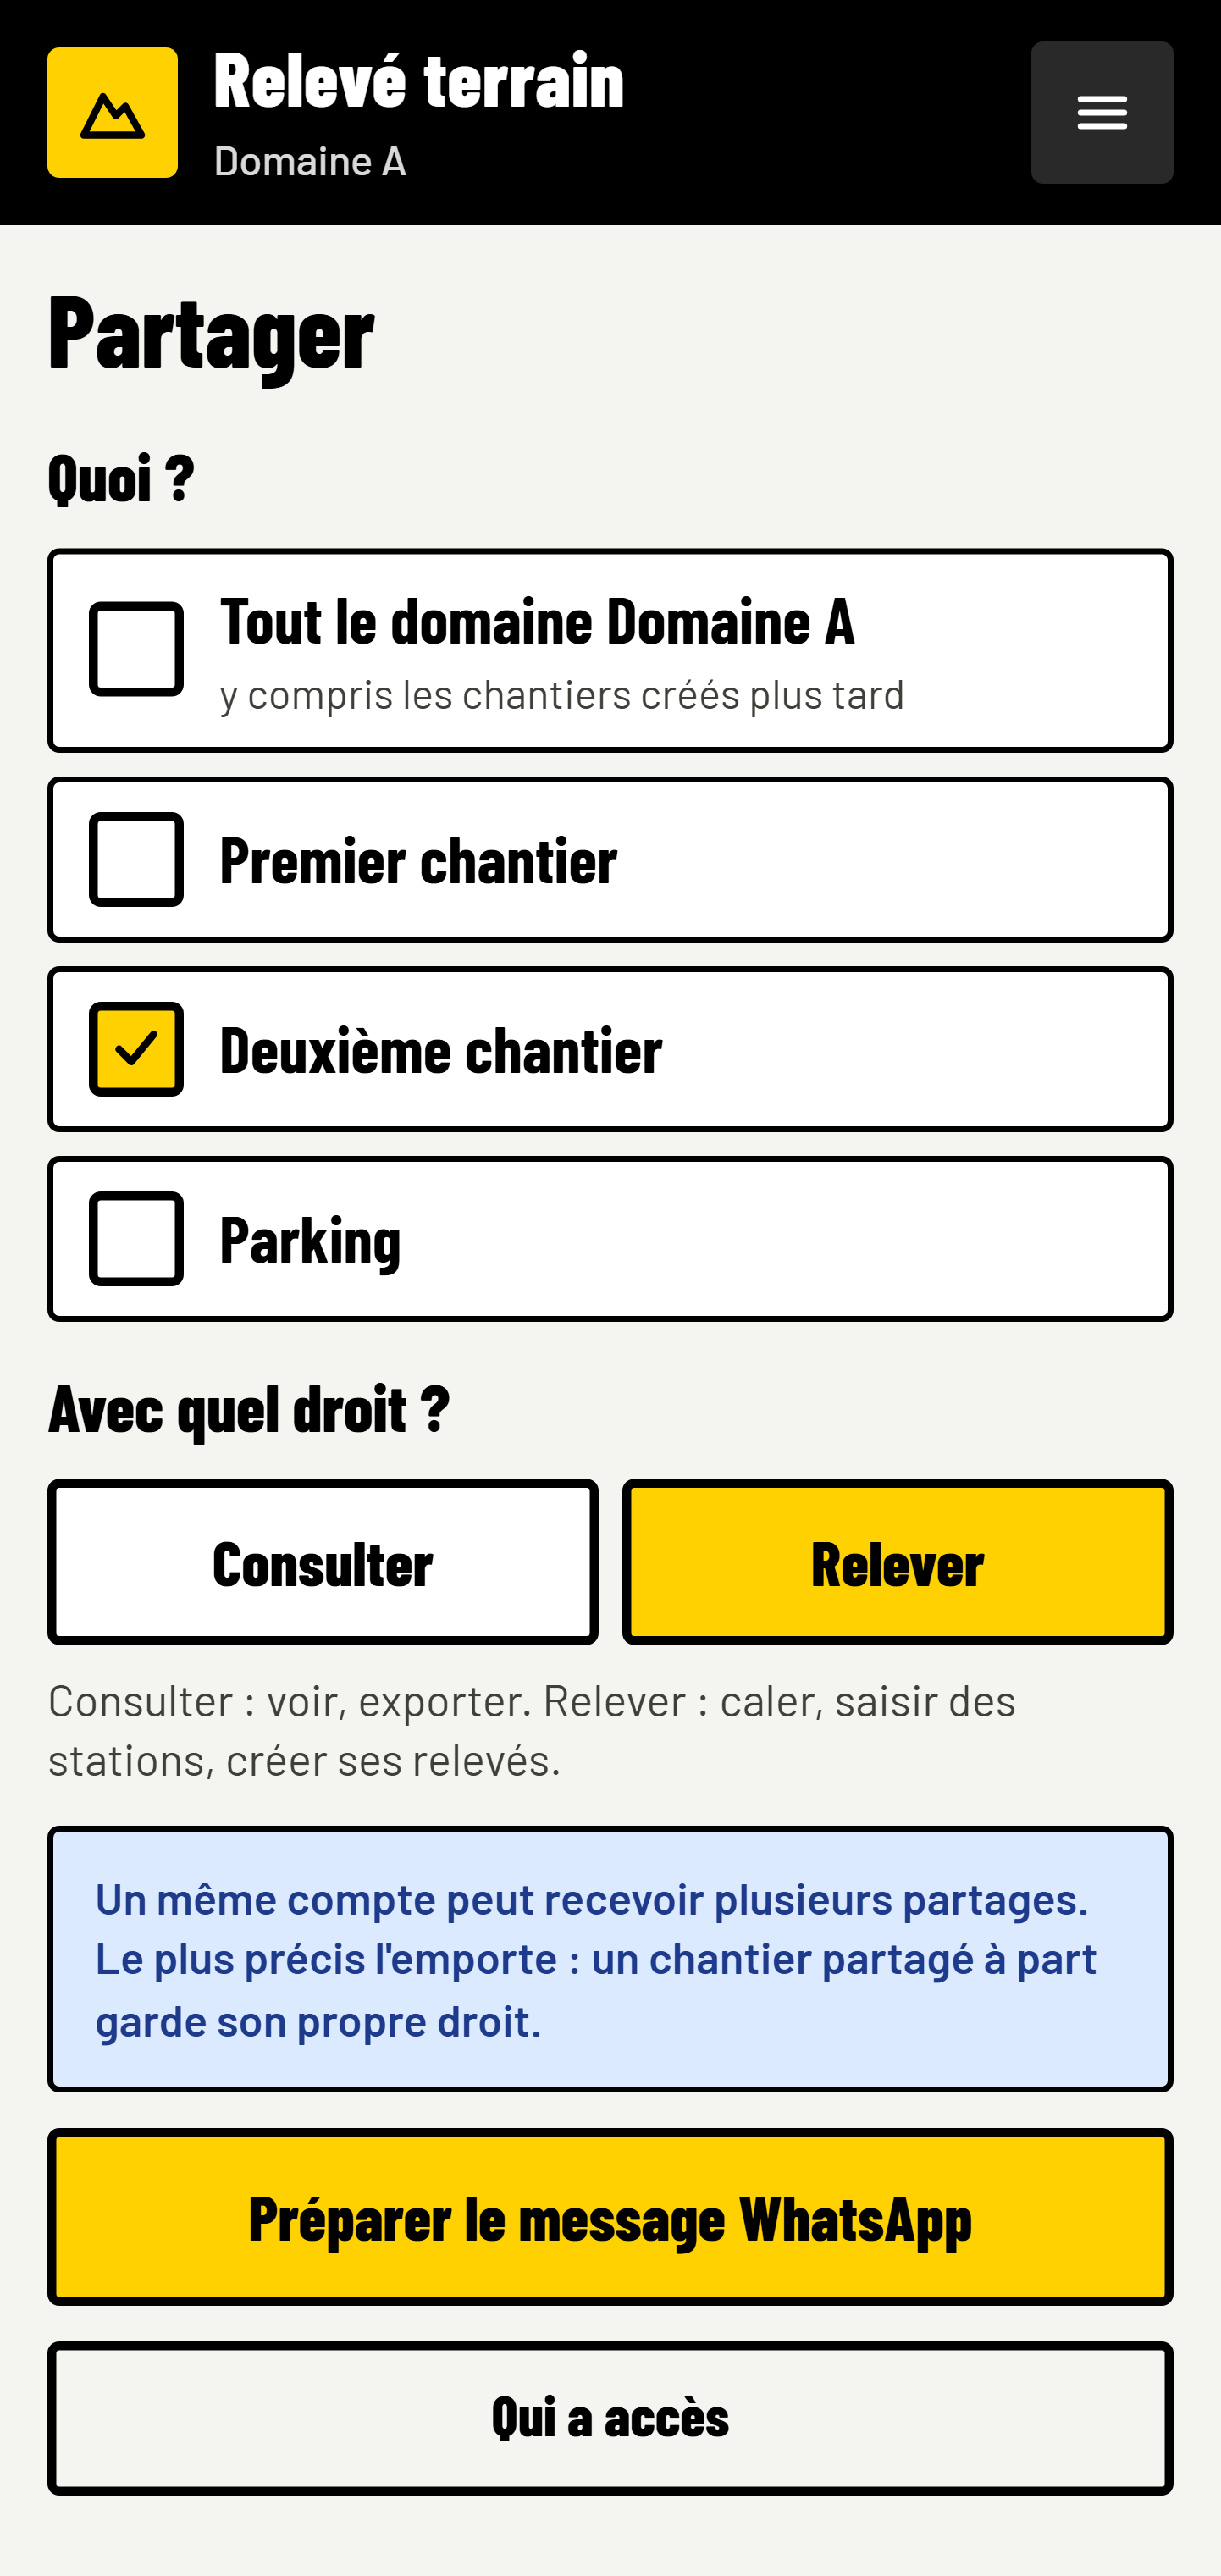 Relevé terrain
Domaine A
Partager
Quoi ?
Tout le domaine Domaine A
y compris les chantiers créés plus tard
Premier chantier
Deuxième chantier
Parking
Avec quel droit ?
Consulter
Relever
Consulter : voir, exporter. Relever : caler, saisir des
stations, créer ses relevés.
Un même compte peut recevoir plusieurs partages.
Le plus précis l'emporte : un chantier partagé à part
garde son propre droit.
Préparer le message WhatsApp
Qui a accès